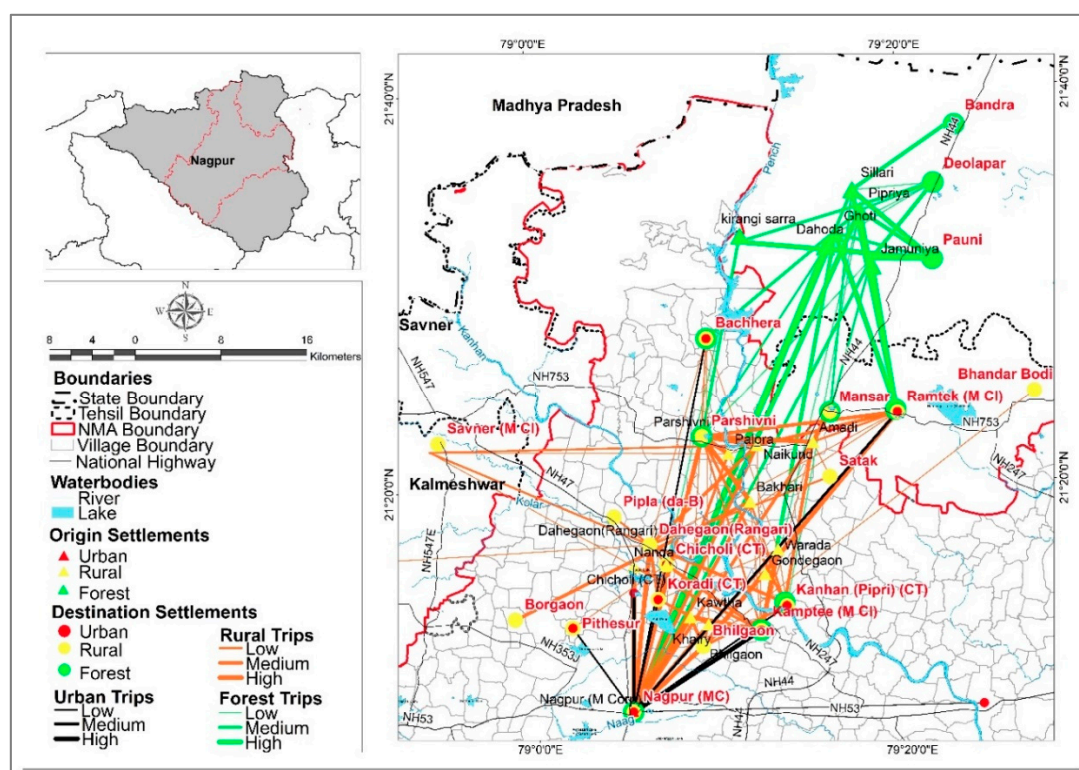 Nagpur
N
W
E
S
8 4 0 8 16
Kilometers
Boundaries
State Boundary
Tehsil Boundary
NMA Boundary
Village Boundary
National Highway
Waterbodies
River
Lake
Origin Settlements
Urban
Rural
Forest
Destination Settlements
Urban
Rural
Forest
Rural Trips
Low
Medium
High
Urban Trips
Low
Medium
High
Forest Trips
Low
Medium
High
79°0'0"E
79°20'0"E
21°40'0"N
21°40'0"N
Madhya Pradesh
Bandra
NH44
Pench
Sillari
Deolapar
Pipriya
kirangi sarra
Ghoti
Dahoda
Pauni
Jamuniya
Savner
Kanhan
Bachhera
NH44
Bhandar Bodi
NH547
NH753
Mansar
Ramtek (M Cl)
Savner (M Cl)
Parshivni
Parshivni
Amadi
NH753
Palora
Naikund
NH247
Satak
Kalmeshwar
NH47
Bakhari
21°20'0"N
21°20'0"N
Kolar
Pipla (da-B)
Dahegaon(Rangari)
Dahegaon(Rangari)
Nanda
Warada
Chicholi (CT)
Gondegaon
NH547E
Chicholi (CT)
Koradi (CT)
Kanhan (Pipri) (CT)
Kawtha
Kamptee (M Cl)
Borgaon
Pithesur
Khairy
Bhilgaon
Bhilgaon
NH353J
NH247
NH44
Nagpur (M Corp)
Nagpur (MC)
NH53
Naag
NH44
NH53
79°0'0"E
79°20'0"E